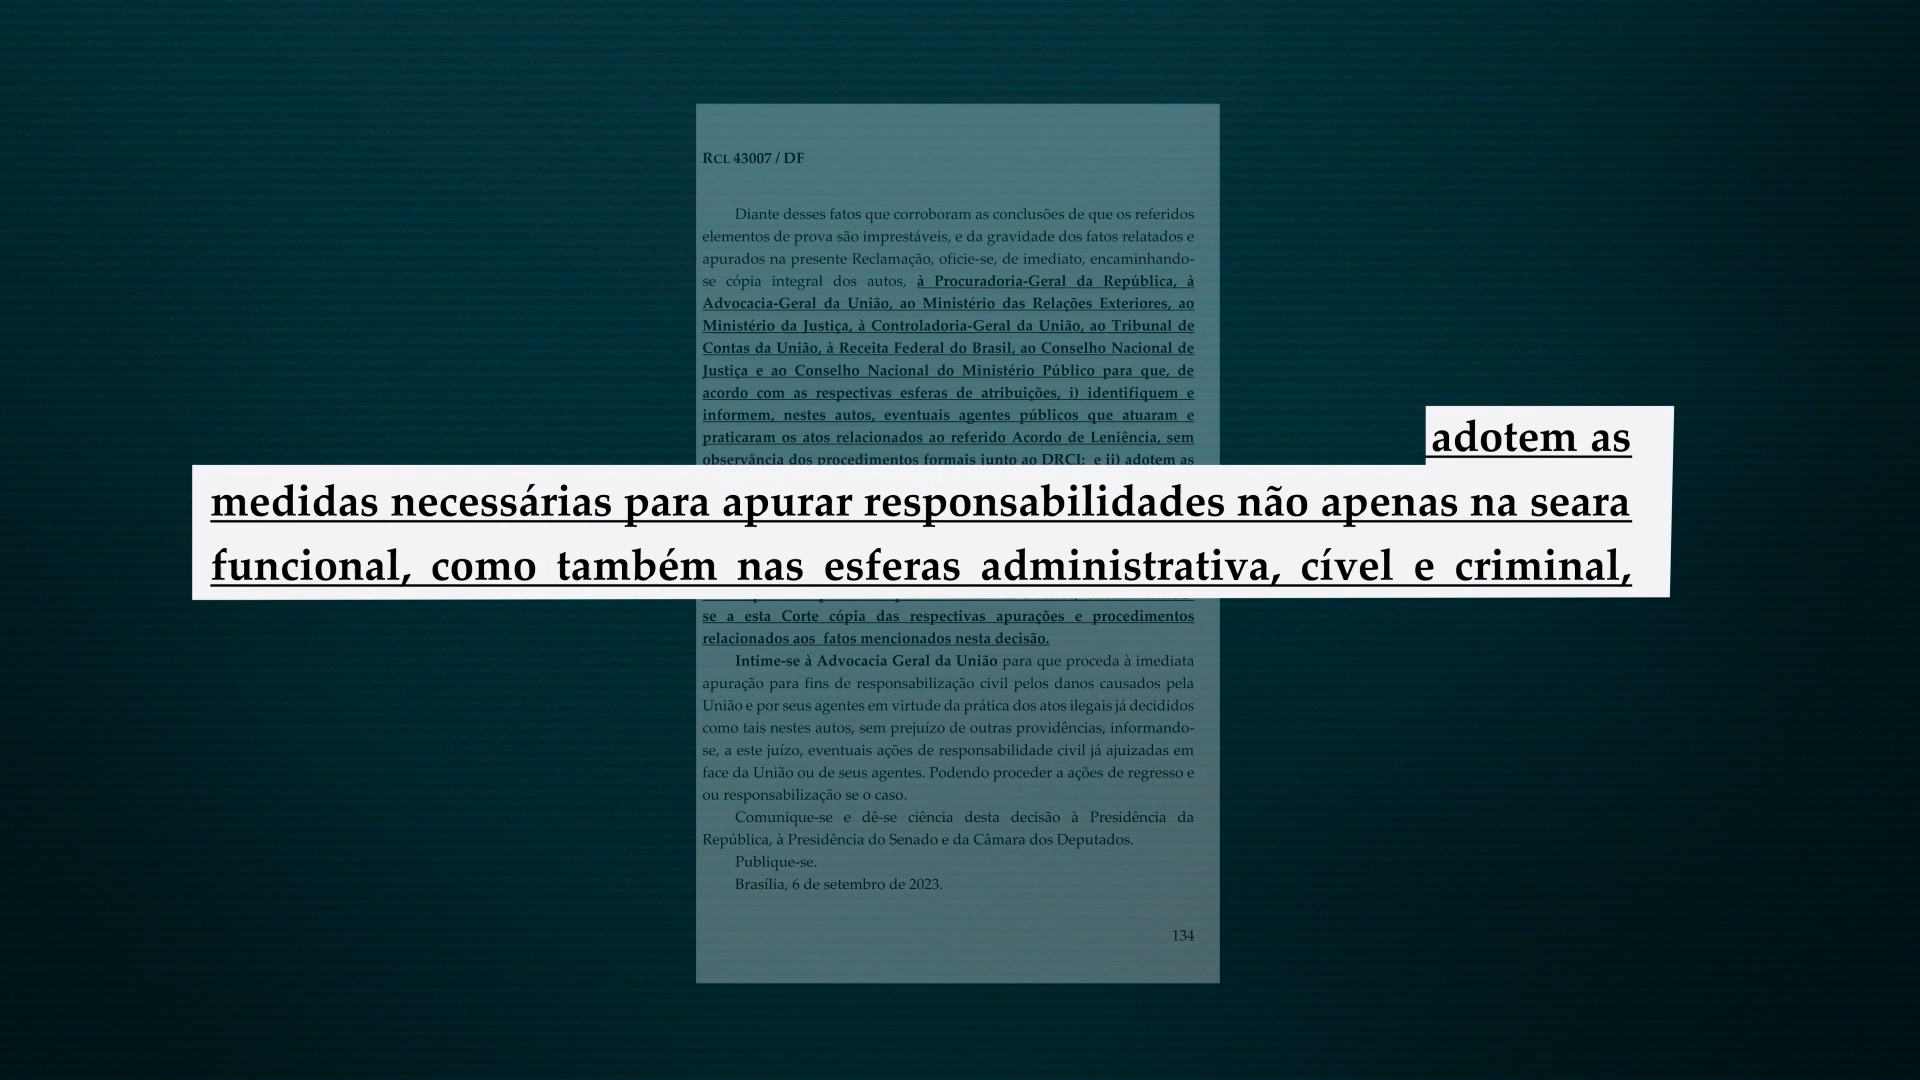 RCL 43007 / DF
Diante desses fatos que corroboram as conclusões de que os referidos
elementos de prova são imprestáveis, e da gravidade dos fatos relatados e
apurados na presente Reclamação, oficie-se, de imediato, encaminhando-
se cópia integral dos autos, à Procuradoria-Geral da República, à
Advocacia-Geral da União, ao Ministério das Relações Exteriores, ao
Ministério da Justiça, à Controladoria-Geral da União, ao Tribunal de
Contas da União, à Receita Federal do Brasil, ao Conselho Nacional de
Justiça e ao Conselho Nacional do Ministério Público para que, de
acordo com as respectivas esferas de atribuições, i) identifiquem e
informem, nestes autos, eventuais agentes públicos que atuaram e
praticaram os atos relacionados ao referido Acordo de Leniência, sem
observância dos procedimentos formais junto ao DRCI; e ii) adotem as
adotem as
medidas necessárias para apurar responsabilidades não apenas na seara
funcional, como também nas esferas administrativa, cível e criminal,
se a esta Corte cópia das respectivas apurações e procedimentos
relacionados aos fatos mencionados nesta decisão.
Intime-se à Advocacia Geral da União para que proceda à imediata
apuração para fins de responsabilização civil pelos danos causados pela
União e por seus agentes em virtude da prática dos atos ilegais já decididos
como tais nestes autos, sem prejuízo de outras providências, informando-
se, a este juízo, eventuais ações de responsabilidade civil já ajuizadas em
face da União ou de seus agentes. Podendo proceder a ações de regresso e
ou responsabilização se o caso.
Comunique-se e dê-se ciência desta decisão à Presidência da
República, à Presidência do Senado e da Câmara dos Deputados.
Publique-se.
Brasília, 6 de setembro de 2023.
134